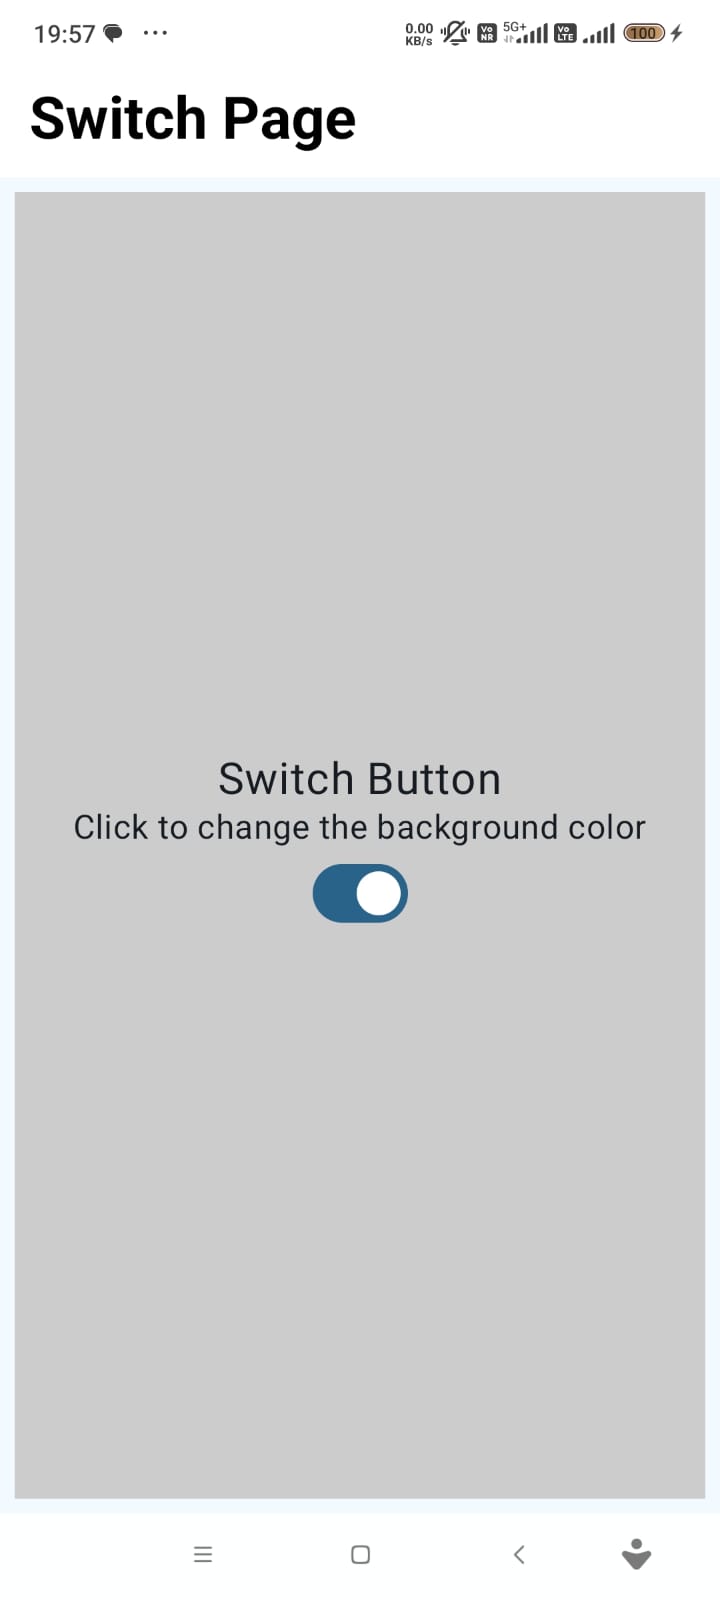 19:57 ... 0.00 KB/s Vo NR 5G+ Vo LTE 100
Switch Page
Switch Button
Click to change the background color